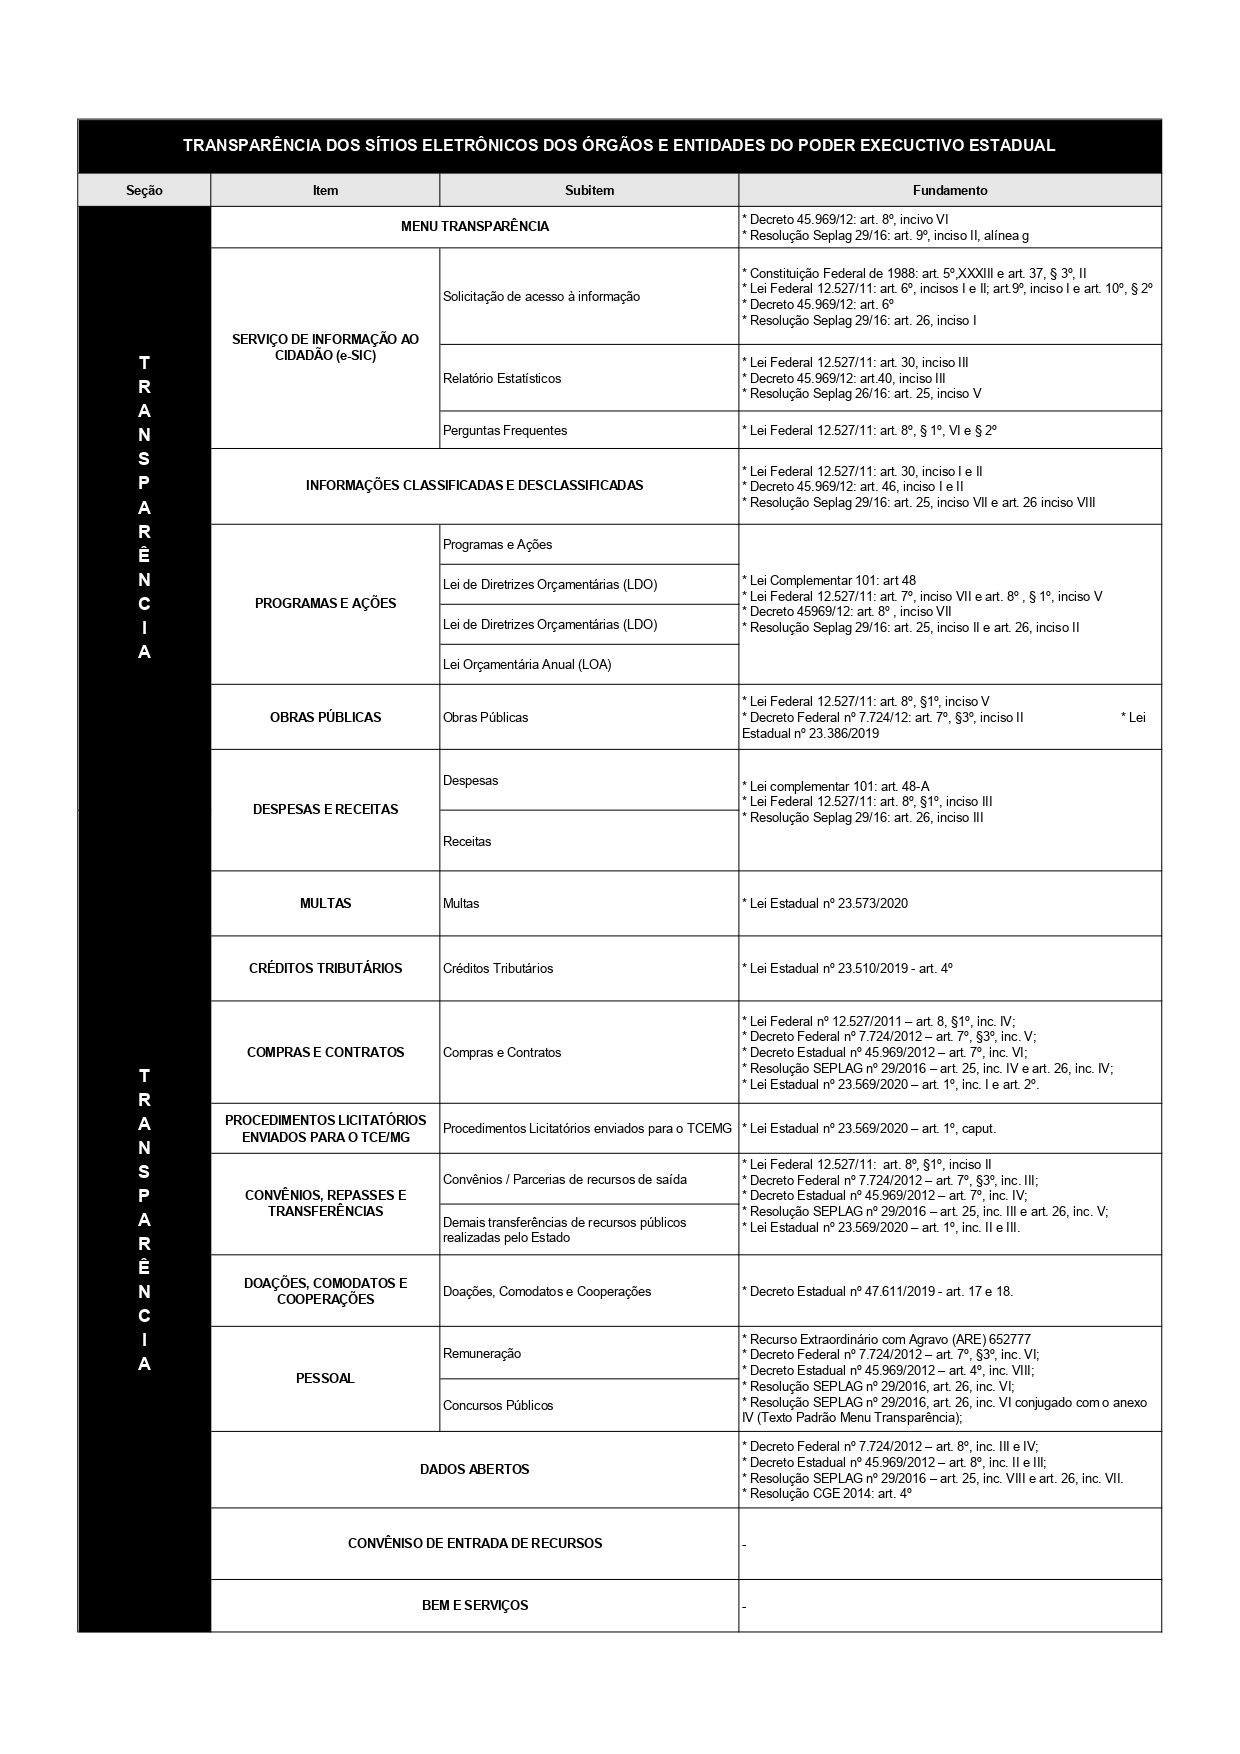 TRANSPARÊNCIA DOS SÍTIOS ELETRÔNICOS DOS ÓRGÃOS E ENTIDADES DO PODER EXECUCTIVO ESTADUAL
Seção
Item
Subitem
Fundamento
TRANSPARÊNCIA
MENU TRANSPARÊNCIA
* Decreto 45.969/12: art. 8º, incivo VI
* Resolução Seplag 29/16: art. 9º, inciso II, alínea g
SERVIÇO DE INFORMAÇÃO AO
CIDADÃO (e-SIC)
Solicitação de acesso à informação
* Constituição Federal de 1988: art. 5º,XXXIII e art. 37, § 3º, II
* Lei Federal 12.527/11: art. 6º, incisos I e II; art.9º, inciso I e art. 10º, § 2º
* Decreto 45.969/12: art. 6º
* Resolução Seplag 29/16: art. 26, inciso I
Relatório Estatísticos
* Lei Federal 12.527/11: art. 30, inciso III
* Decreto 45.969/12: art.40, inciso III
* Resolução Seplag 26/16: art. 25, inciso V
Perguntas Frequentes
* Lei Federal 12.527/11: art. 8º, § 1º, VI e § 2º
INFORMAÇÕES CLASSIFICADAS E DESCLASSIFICADAS
* Lei Federal 12.527/11: art. 30, inciso I e II
* Decreto 45.969/12: art. 46, inciso I e II
* Resolução Seplag 29/16: art. 25, inciso VII e art. 26 inciso VIII
PROGRAMAS E AÇÕES
Programas e Ações
Lei de Diretrizes Orçamentárias (LDO)
Lei de Diretrizes Orçamentárias (LDO)
Lei Orçamentária Anual (LOA)
* Lei Complementar 101: art 48
* Lei Federal 12.527/11: art. 7º, inciso VII e art. 8º , § 1º, inciso V
* Decreto 45969/12: art. 8º , inciso VII
* Resolução Seplag 29/16: art. 25, inciso II e art. 26, inciso II
OBRAS PÚBLICAS
Obras Públicas
* Lei Federal 12.527/11: art. 8º, §1º, inciso V
* Decreto Federal nº 7.724/12: art. 7º, §3º, inciso II * Lei
Estadual nº 23.386/2019
DESPESAS E RECEITAS
Despesas
Receitas
* Lei complementar 101: art. 48-A
* Lei Federal 12.527/11: art. 8º, §1º, inciso III
* Resolução Seplag 29/16: art. 26, inciso III
MULTAS
Multas
* Lei Estadual nº 23.573/2020
TRANSPARÊNCIA
CRÉDITOS TRIBUTÁRIOS
Créditos Tributários
* Lei Estadual nº 23.510/2019 - art. 4º
COMPRAS E CONTRATOS
Compras e Contratos
* Lei Federal nº 12.527/2011 – art. 8, §1º, inc. IV;
* Decreto Federal nº 7.724/2012 – art. 7º, §3º, inc. V;
* Decreto Estadual nº 45.969/2012 – art. 7º, inc. VI;
* Resolução SEPLAG nº 29/2016 – art. 25, inc. IV e art. 26, inc. IV;
* Lei Estadual nº 23.569/2020 – art. 1º, inc. I e art. 2º.
PROCEDIMENTOS LICITATÓRIOS
ENVIADOS PARA O TCE/MG
Procedimentos Licitatórios enviados para o TCEMG
* Lei Estadual nº 23.569/2020 – art. 1º, caput.
CONVÊNIOS, REPASSES E
TRANSFERÊNCIAS
Convênios / Parcerias de recursos de saída
Demais transferências de recursos públicos
realizadas pelo Estado
* Lei Federal 12.527/11: art. 8º, §1º, inciso II
* Decreto Federal nº 7.724/2012 – art. 7º, §3º, inc. III;
* Decreto Estadual nº 45.969/2012 – art. 7º, inc. IV;
* Resolução SEPLAG nº 29/2016 – art. 25, inc. III e art. 26, inc. V;
* Lei Estadual nº 23.569/2020 – art. 1º, inc. II e III.
DOAÇÕES, COMODATOS E
COOPERAÇÕES
Doações, Comodatos e Cooperações
* Decreto Estadual nº 47.611/2019 - art. 17 e 18.
PESSOAL
Remuneração
Concursos Públicos
* Recurso Extraordinário com Agravo (ARE) 652777
* Decreto Federal nº 7.724/2012 – art. 7º, §3º, inc. VI;
* Decreto Estadual nº 45.969/2012 – art. 4º, inc. VIII;
* Resolução SEPLAG nº 29/2016, art. 26, inc. VI;
* Resolução SEPLAG nº 29/2016, art. 26, inc. VI conjugado com o anexo
IV (Texto Padrão Menu Transparência);
DADOS ABERTOS
* Decreto Federal nº 7.724/2012 – art. 8º, inc. III e IV;
* Decreto Estadual nº 45.969/2012 – art. 8º, inc. II e III;
* Resolução SEPLAG nº 29/2016 – art. 25, inc. VIII e art. 26, inc. VII.
* Resolução CGE 2014: art. 4º
CONVÊNISO DE ENTRADA DE RECURSOS
-
BEM E SERVIÇOS
-